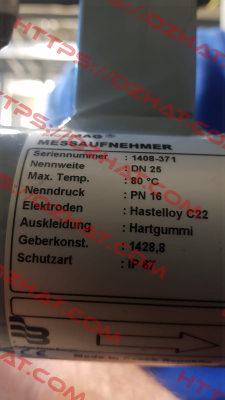 HTTPS://OZHAT.COM
MAG®
MESSAUFNEHMER
Seriennummer : 1408-371
Nennweite : DN 25
Max. Temp. : 80 °C
Nenndruck : PN 16
Elektroden : Hastelloy C22
Auskleidung : Hartgummi
Geberkonst. : 1428,8
Schutzart : IP 67